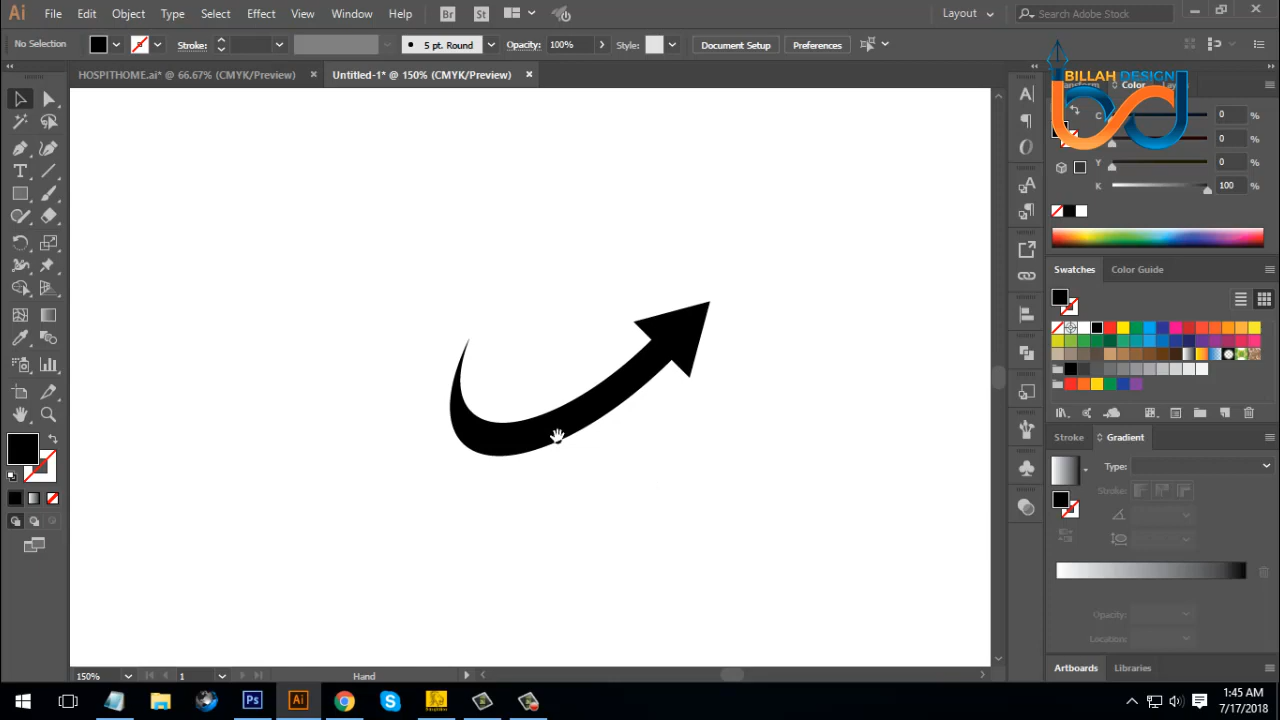 Ai File Edit Object Type Select Effect View Window Help Br St Layout Search Adobe Stock
No Selection Stroke: 5 pt. Round Opacity: 100% Style: Document Setup Preferences
HOSPITHOME.ai* @ 66.67% (CMYK/Preview) Untitled-1* @ 150% (CMYK/Preview)
BILLAH DESIGN
Color
C 0 %
0 %
Y 0 %
K 100 %
Swatches Color Guide
Stroke Gradient
Type:
Stroke:
Opacity:
Location:
150% 1 Hand
Artboards Libraries
Ps Ai
1:45 AM
7/17/2018